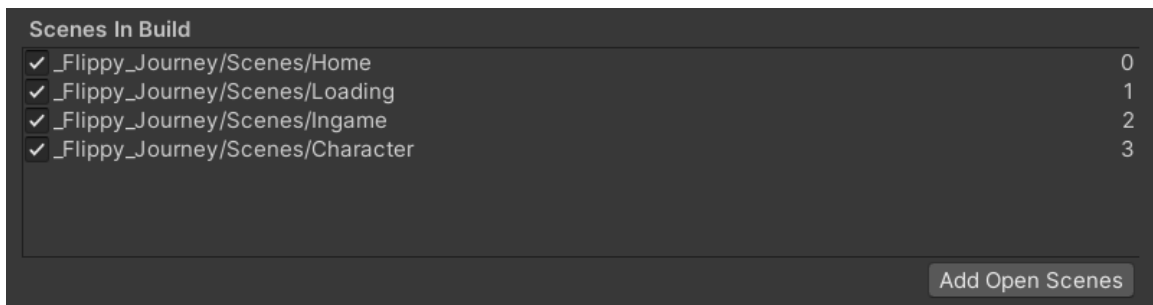 Scenes In Build
_Flippy_Journey/Scenes/Home 0
_Flippy_Journey/Scenes/Loading 1
_Flippy_Journey/Scenes/Ingame 2
_Flippy_Journey/Scenes/Character 3
Add Open Scenes